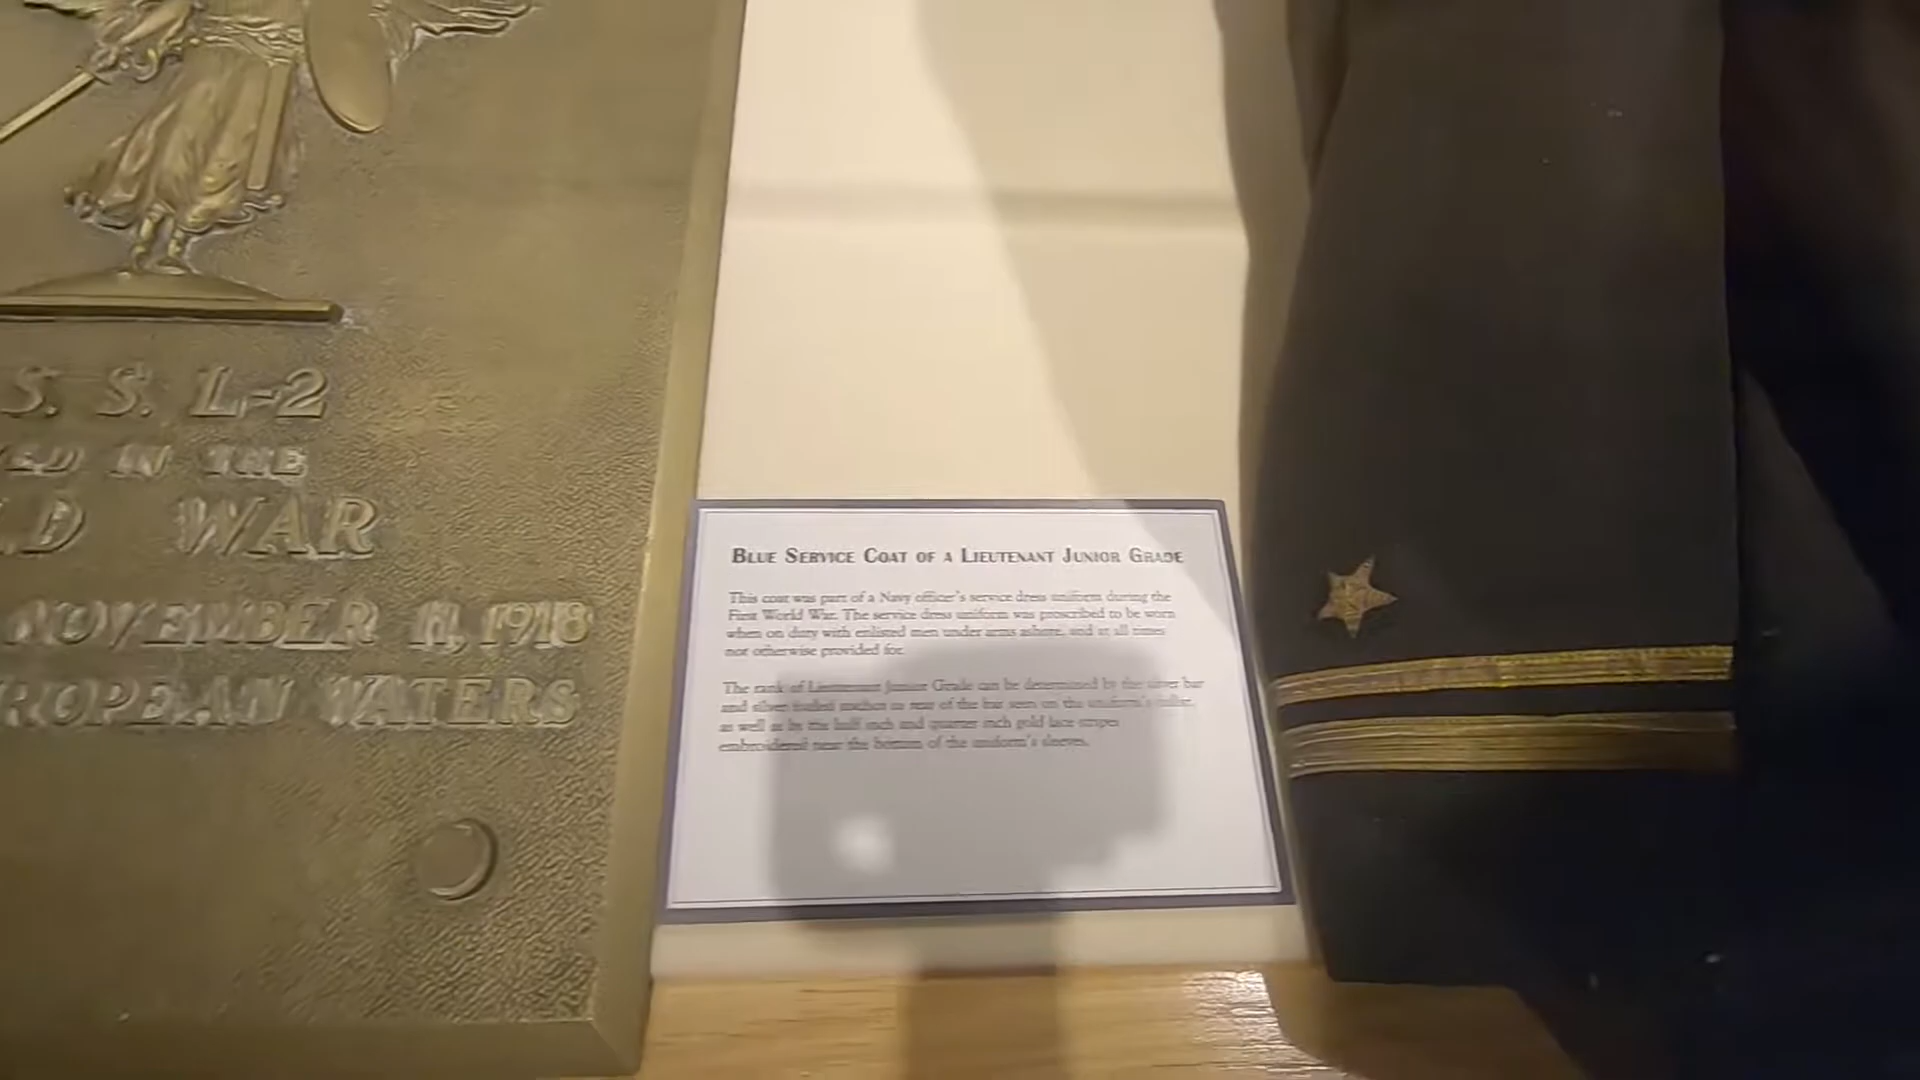 S. S. L-2
IN THE
WAR
NOVEMBER 11, 1918
ROPEAN WATERS
BLUE SERVICE COAT OF A LIEUTENANT JUNIOR GRADE
This coat was part of a Navy officer's service dress uniform during the
First World War. The service dress uniform was prescribed to be worn
when on duty with enlisted men under arms ashore, and at all times
not otherwise provided for.
The rank of Lieutenant Junior Grade can be determined by the silver bar
and silver fouled anchor in rear of the bar seen on the uniform's collar,
as well as by the half inch and quarter inch gold lace stripes
embroidered near the bottom of the uniform's sleeves.